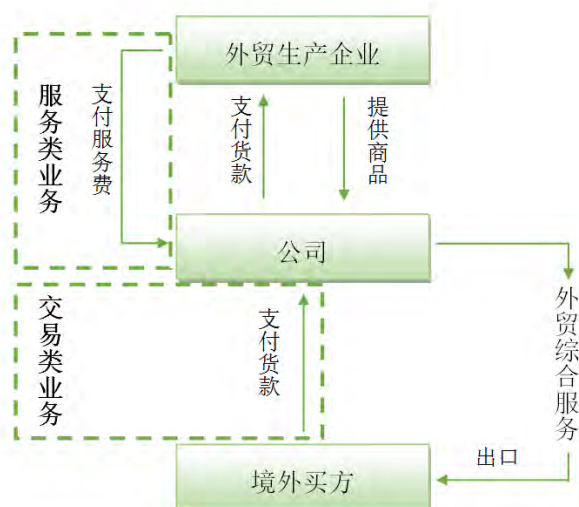 外贸生产企业
服务类业务
支付服务费
支付货款
提供商品
公司
交易类业务
支付货款
外贸综合服务
出口
境外买方